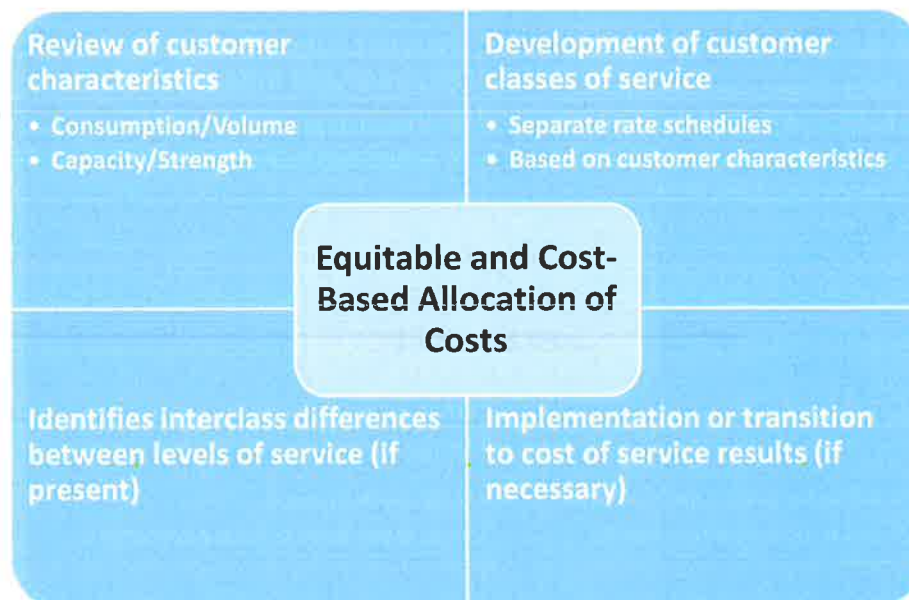 Review of customer
characteristics
• Consumption/Volume
• Capacity/Strength
Development of customer
classes of service
• Separate rate schedules
• Based on customer characteristics
Equitable and Cost-
Based Allocation of
Costs
Identifies interclass differences
between levels of service (if
present)
Implementation or transition
to cost of service results (if
necessary)